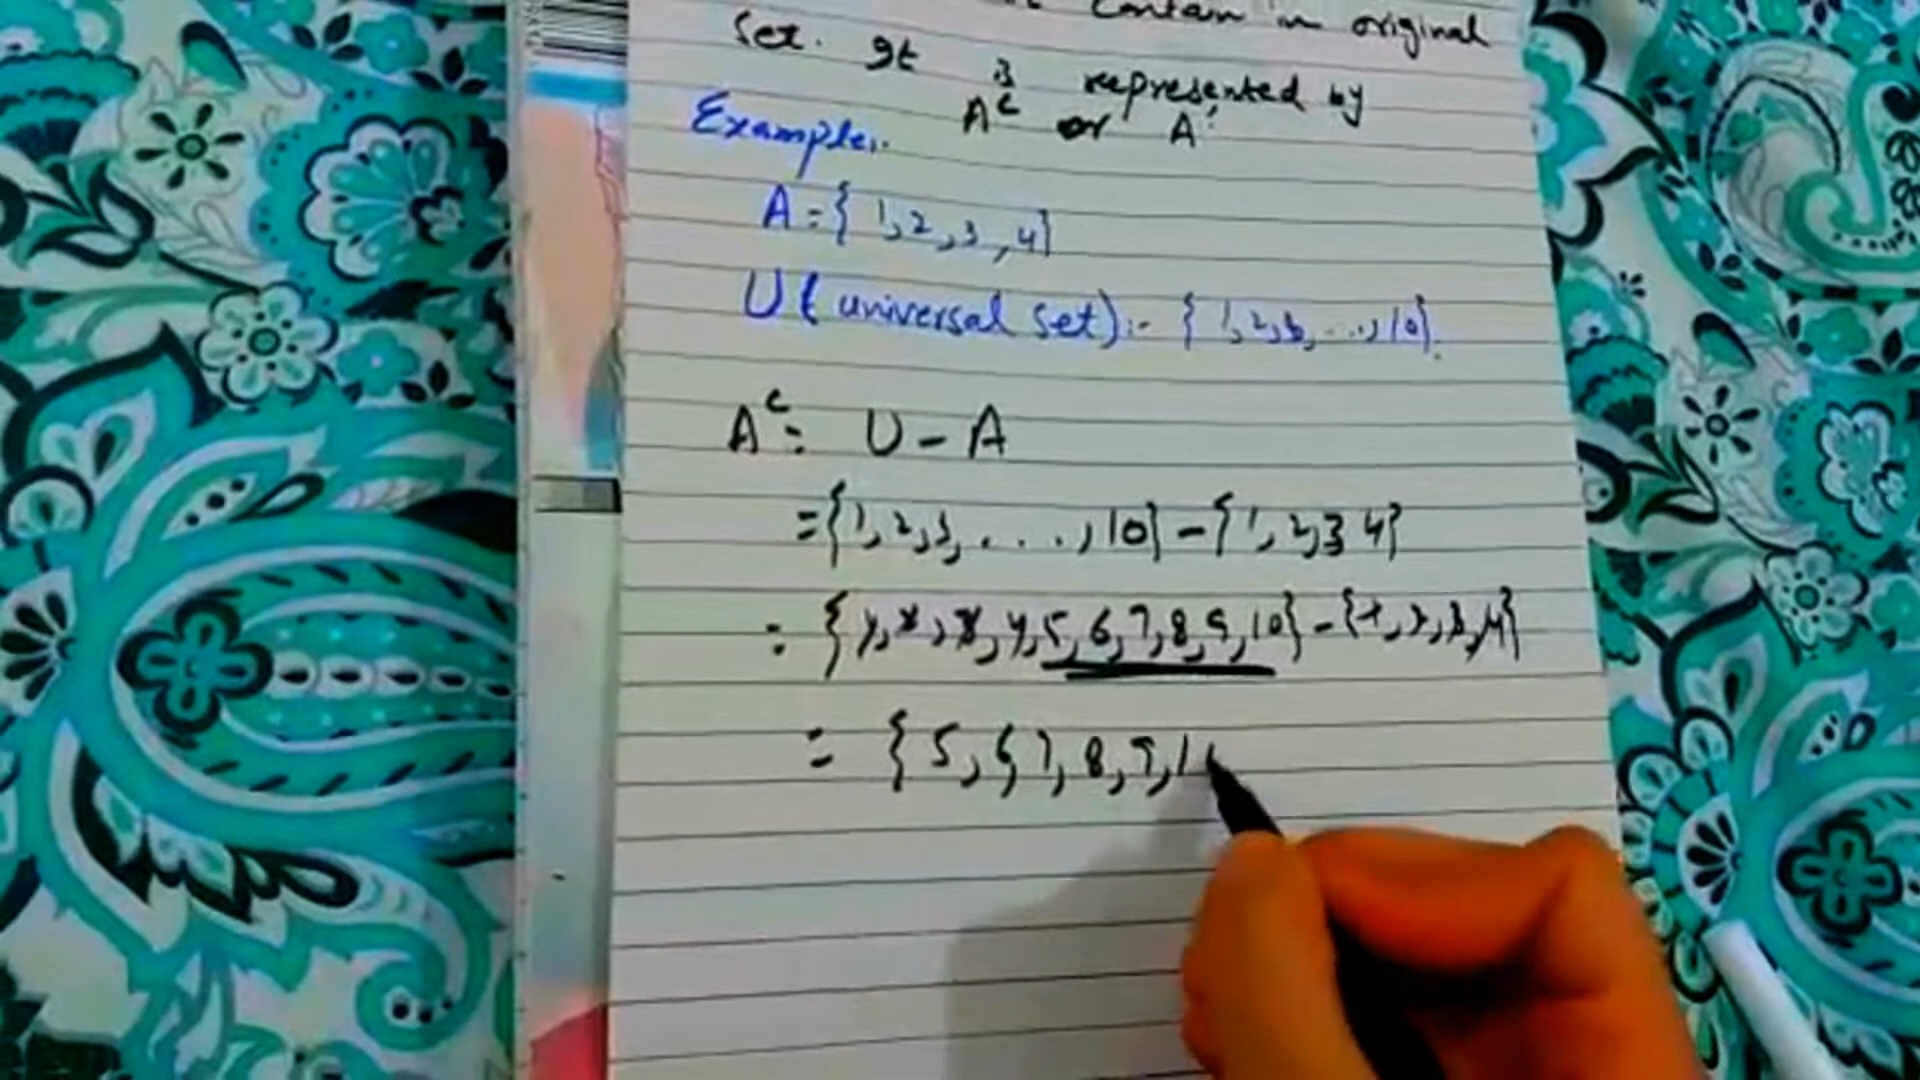 contain in original
set. It is represented by
A^c or A'
Example:-
A = { 1, 2, 3, 4}
U ( universal set) :- { 1, 2, 3, ..., 10}.
A^c = U - A
= {1, 2, 3, . . . , 10} - {1, 2, 3 4}
= {1, 2, 3, 4, 5, 6, 7, 8, 9, 10} - {1, 2, 3, 4}
= { 5, 6, 7, 8, 9, 1